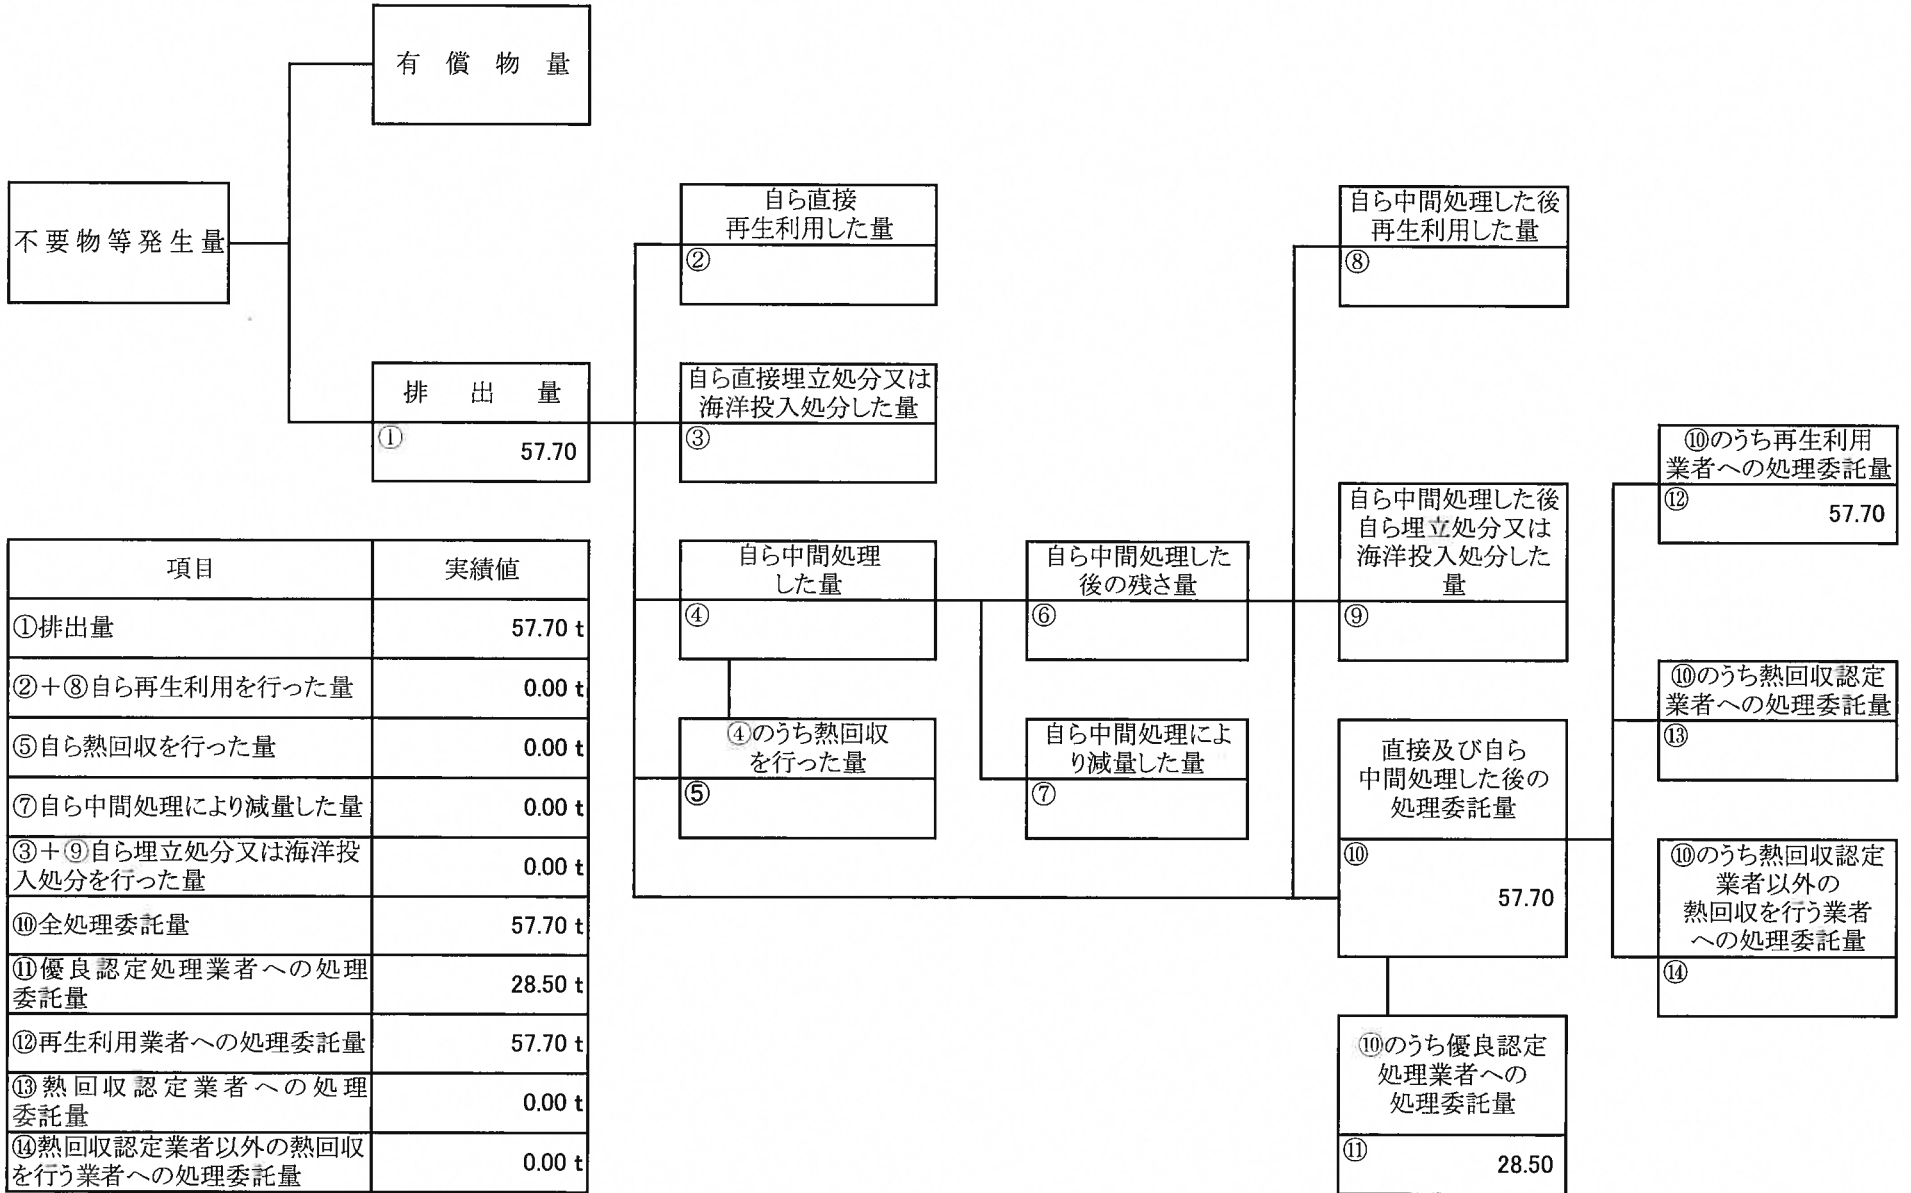 有償物量
不要物等発生量
排出量
①
57.70
自ら直接
再生利用した量
②
自ら直接埋立処分又は
海洋投入処分した量
③
自ら中間処理
した量
④
④のうち熱回収
を行った量
⑤
自ら中間処理した
後の残さ量
⑥
自ら中間処理によ
り減量した量
⑦
自ら中間処理した後
再生利用した量
⑧
自ら中間処理した後
自ら埋立処分又は
海洋投入処分した
量
⑨
直接及び自ら
中間処理した後の
処理委託量
⑩
57.70
⑩のうち優良認定
処理業者への
処理委託量
⑪
28.50
⑩のうち再生利用
業者への処理委託量
⑫
57.70
⑩のうち熱回収認定
業者への処理委託量
⑬
⑩のうち熱回収認定
業者以外の
熱回収を行う業者
への処理委託量
⑭
項目 実績値
①排出量 57.70 t
②+⑧自ら再生利用を行った量 0.00 t
⑤自ら熱回収を行った量 0.00 t
⑦自ら中間処理により減量した量 0.00 t
③+⑨自ら埋立処分又は海洋投
入処分を行った量 0.00 t
⑩全処理委託量 57.70 t
⑪優良認定処理業者への処理
委託量 28.50 t
⑫再生利用業者への処理委託量 57.70 t
⑬熱回収認定業者への処理
委託量 0.00 t
⑭熱回収認定業者以外の熱回収
を行う業者への処理委託量 0.00 t